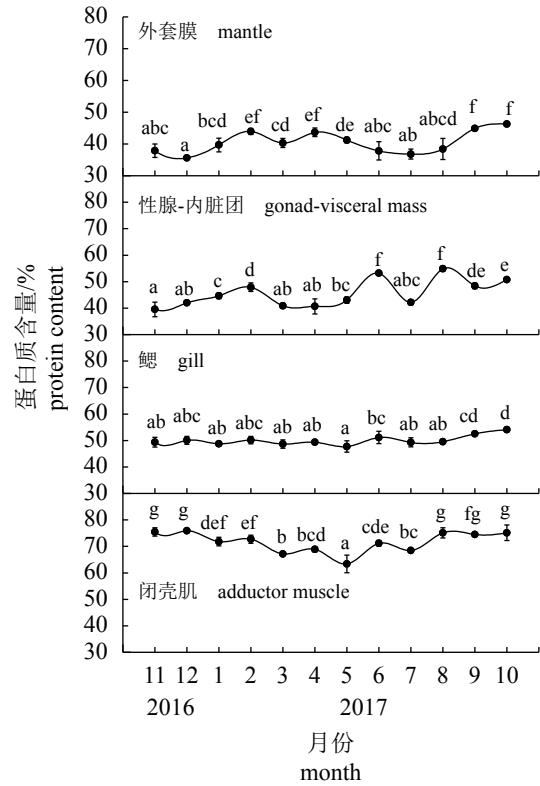 80
外套膜 mantle
70
60
50
abc a bcd ef cd ef de abc ab abcd f f
40
30
80
性腺-内脏团 gonad-visceral mass
70
60
50
a ab c d ab ab bc f abc f de e
40
30
80
鳃 gill
70
60
50
ab abc ab abc ab ab a bc ab ab cd d
40
30
80
g g def ef b bcd a cde bc g fg g
70
60
闭壳肌 adductor muscle
50
40
30
蛋白质含量/%
protein content
11 12 1 2 3 4 5 6 7 8 9 10
2016 2017
月份
month